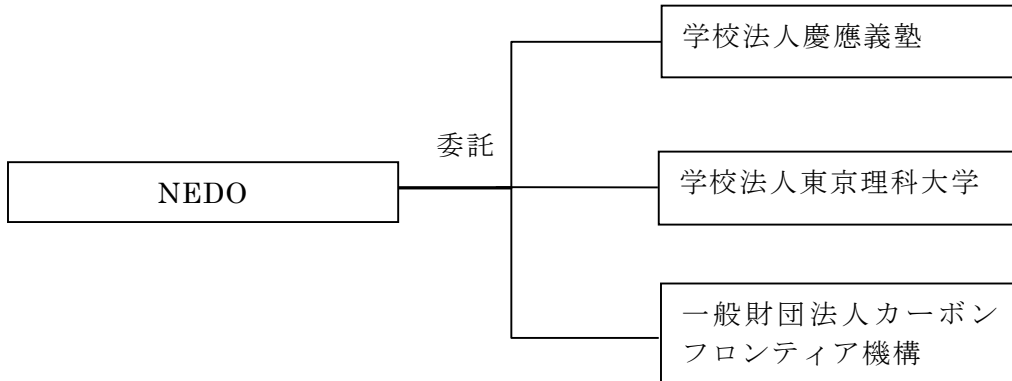 学校法人慶應義塾
委託
NEDO
学校法人東京理科大学
一般財団法人カーボン
フロンティア機構